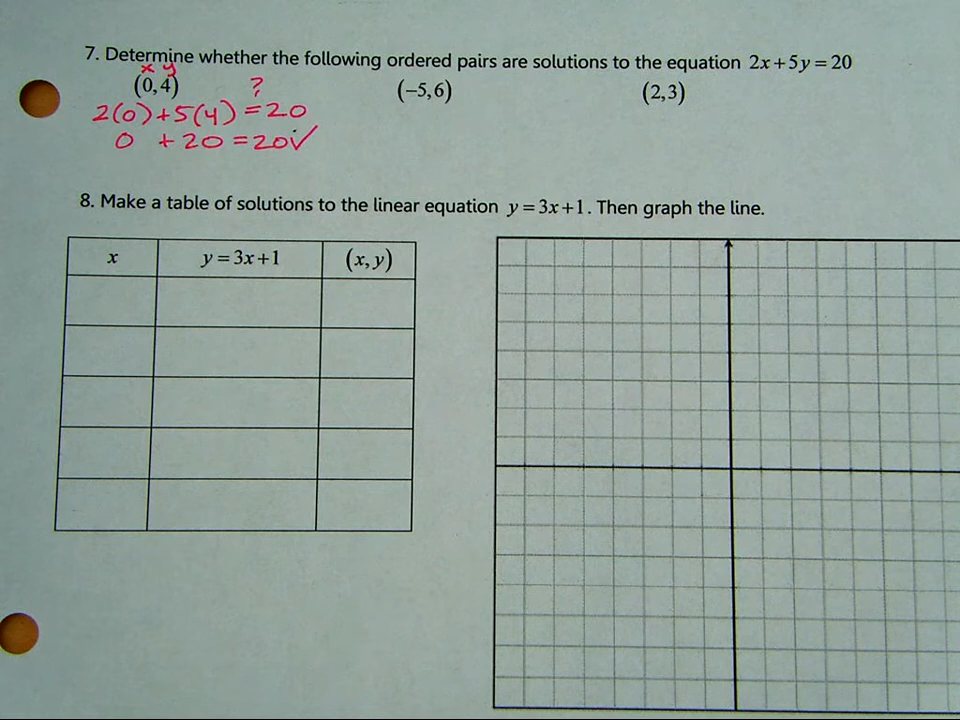 7. Determine whether the following ordered pairs are solutions to the equation 2x+5y=20
x y
(0,4) ? (−5,6) (2,3)
2(0)+5(4)=20
0 +20=20✓
8. Make a table of solutions to the linear equation y=3x+1. Then graph the line.
x y=3x+1 (x,y)